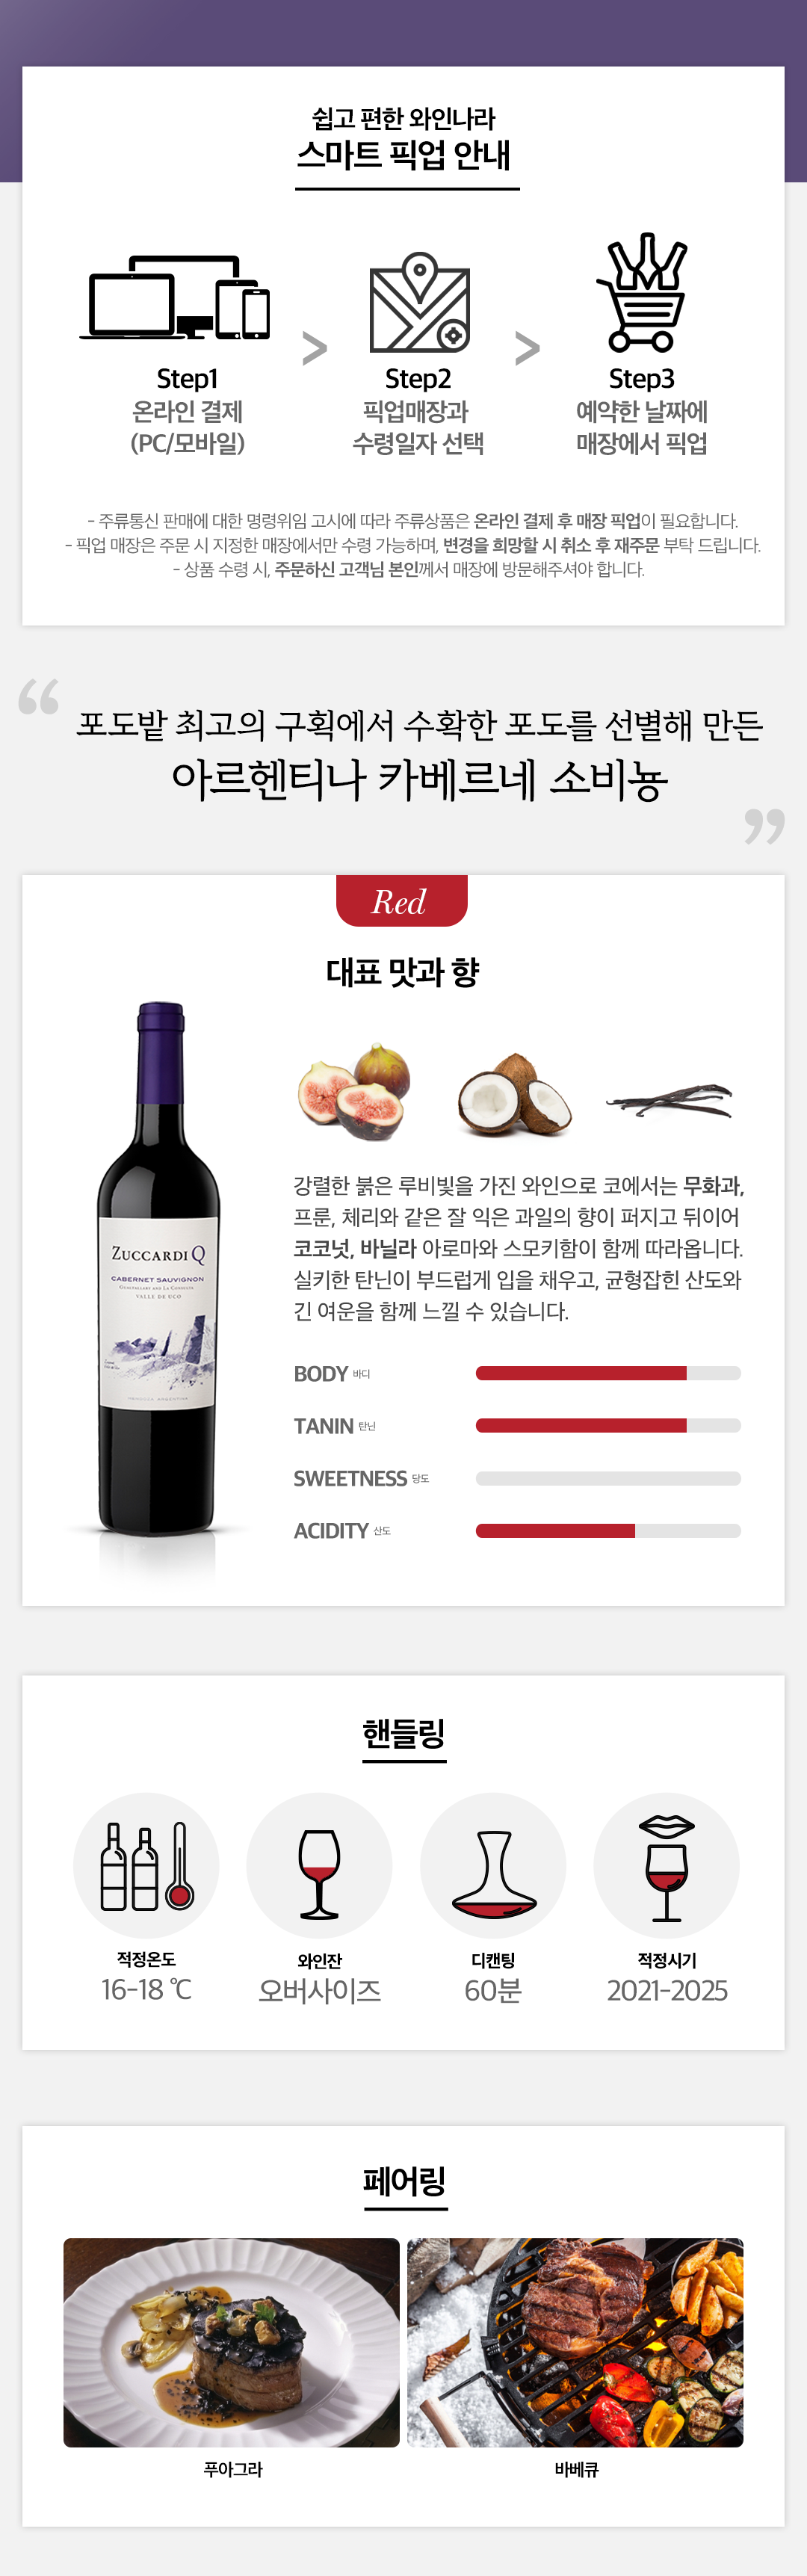 쉽고 편한 와인나라
스마트 픽업 안내
Step1
온라인 결제
(PC/모바일)
>
Step2
픽업매장과
수령일자 선택
>
Step3
예약한 날짜에
매장에서 픽업
- 주류통신 판매에 대한 명령위임 고시에 따라 주류상품은 온라인 결제 후 매장 픽업이 필요합니다.
- 픽업 매장은 주문 시 지정한 매장에서만 수령 가능하며, 변경을 희망할 시 취소 후 재주문 부탁 드립니다.
- 상품 수령 시, 주문하신 고객님 본인께서 매장에 방문해주셔야 합니다.
“ 포도밭 최고의 구획에서 수확한 포도를 선별해 만든
아르헨티나 카베르네 소비뇽 ”
Red
대표 맛과 향
ZUCCARDI Q
CABERNET SAUVIGNON
VALLE DE UCO
MENDOZA ARGENTINA
강렬한 붉은 루비빛을 가진 와인으로 코에서는 무화과,
프룬, 체리와 같은 잘 익은 과일의 향이 퍼지고 뒤이어
코코넛, 바닐라 아로마와 스모키함이 함께 따라옵니다.
실키한 탄닌이 부드럽게 입을 채우고, 균형잡힌 산도와
긴 여운을 함께 느낄 수 있습니다.
BODY 바디
TANIN 탄닌
SWEETNESS 당도
ACIDITY 산도
핸들링
적정온도
16-18 ℃
와인잔
오버사이즈
디캔팅
60분
적정시기
2021-2025
페어링
푸아그라
바베큐